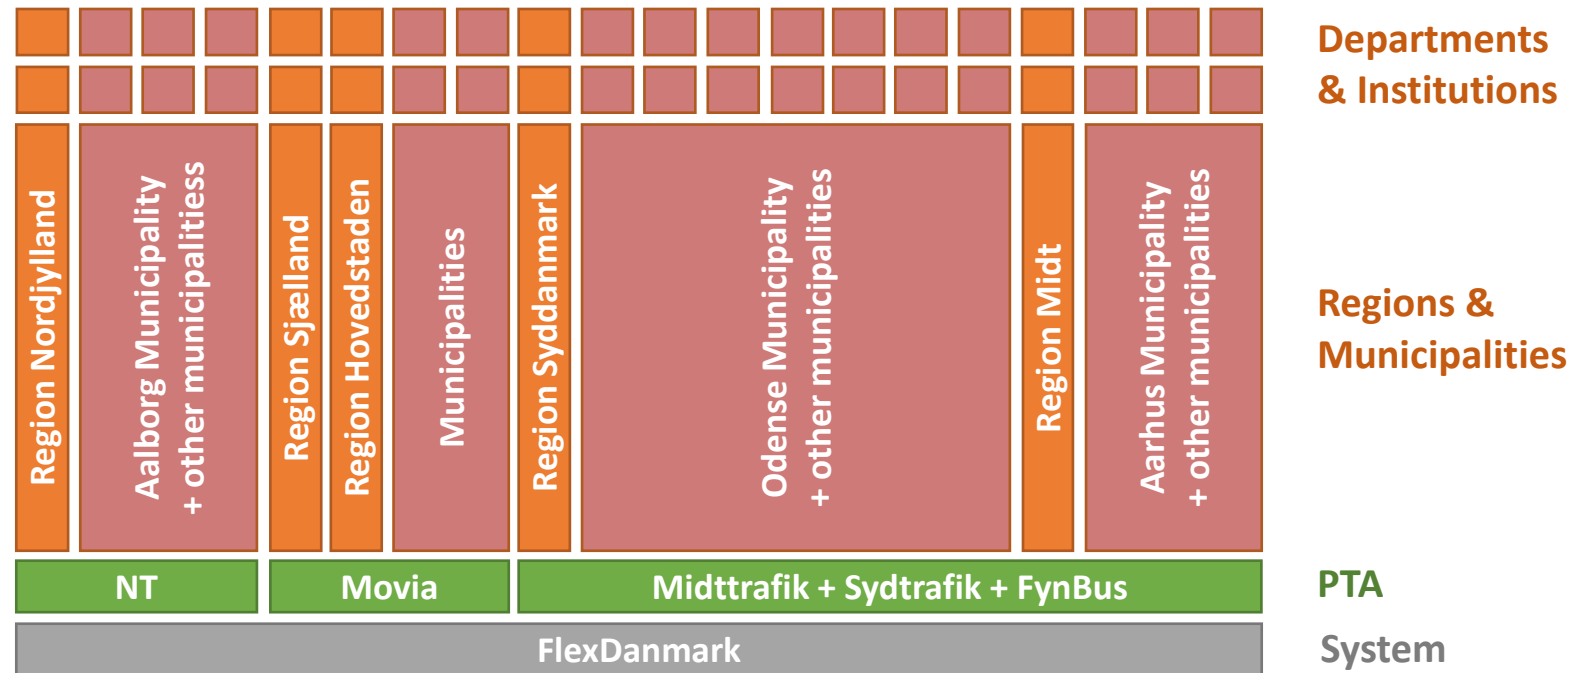 Departments
& Institutions
Region Nordjylland
Aalborg Municipality
+ other municipalitiess
Region Sjælland
Region Hovedstaden
Municipalities
Region Syddanmark
Odense Municipality
+ other municipalities
Region Midt
Aarhus Municipality
+ other municipalities
Regions &
Municipalities
NT
Movia
Midttrafik + Sydtrafik + FynBus
PTA
FlexDanmark
System